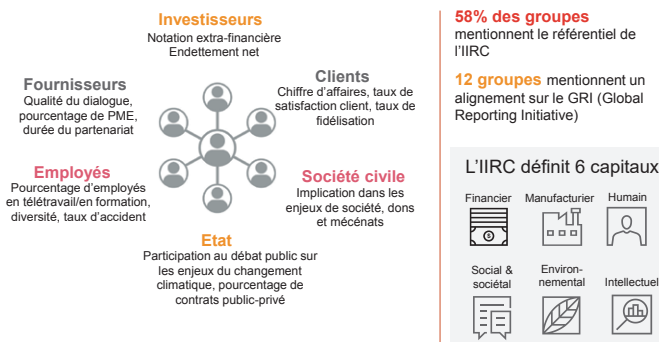 Investisseurs
Notation extra-financière
Endettement net
Fournisseurs
Qualité du dialogue,
pourcentage de PME,
durée du partenariat
Clients
Chiffre d'affaires, taux de
satisfaction client, taux de
fidélisation
Employés
Pourcentage d'employés
en télétravail/en formation,
diversité, taux d'accident
Société civile
Implication dans les
enjeux de société, dons
et mécénats
Etat
Participation au débat public sur
les enjeux du changement
climatique, pourcentage de
contrats public-privé
58% des groupes
mentionnent le référentiel de
l'IIRC
12 groupes mentionnent un
alignement sur le GRI (Global
Reporting Initiative)
L'IIRC définit 6 capitaux
Financier Manufacturier Humain
Social &
sociétal
Environ-
nemental
Intellectuel